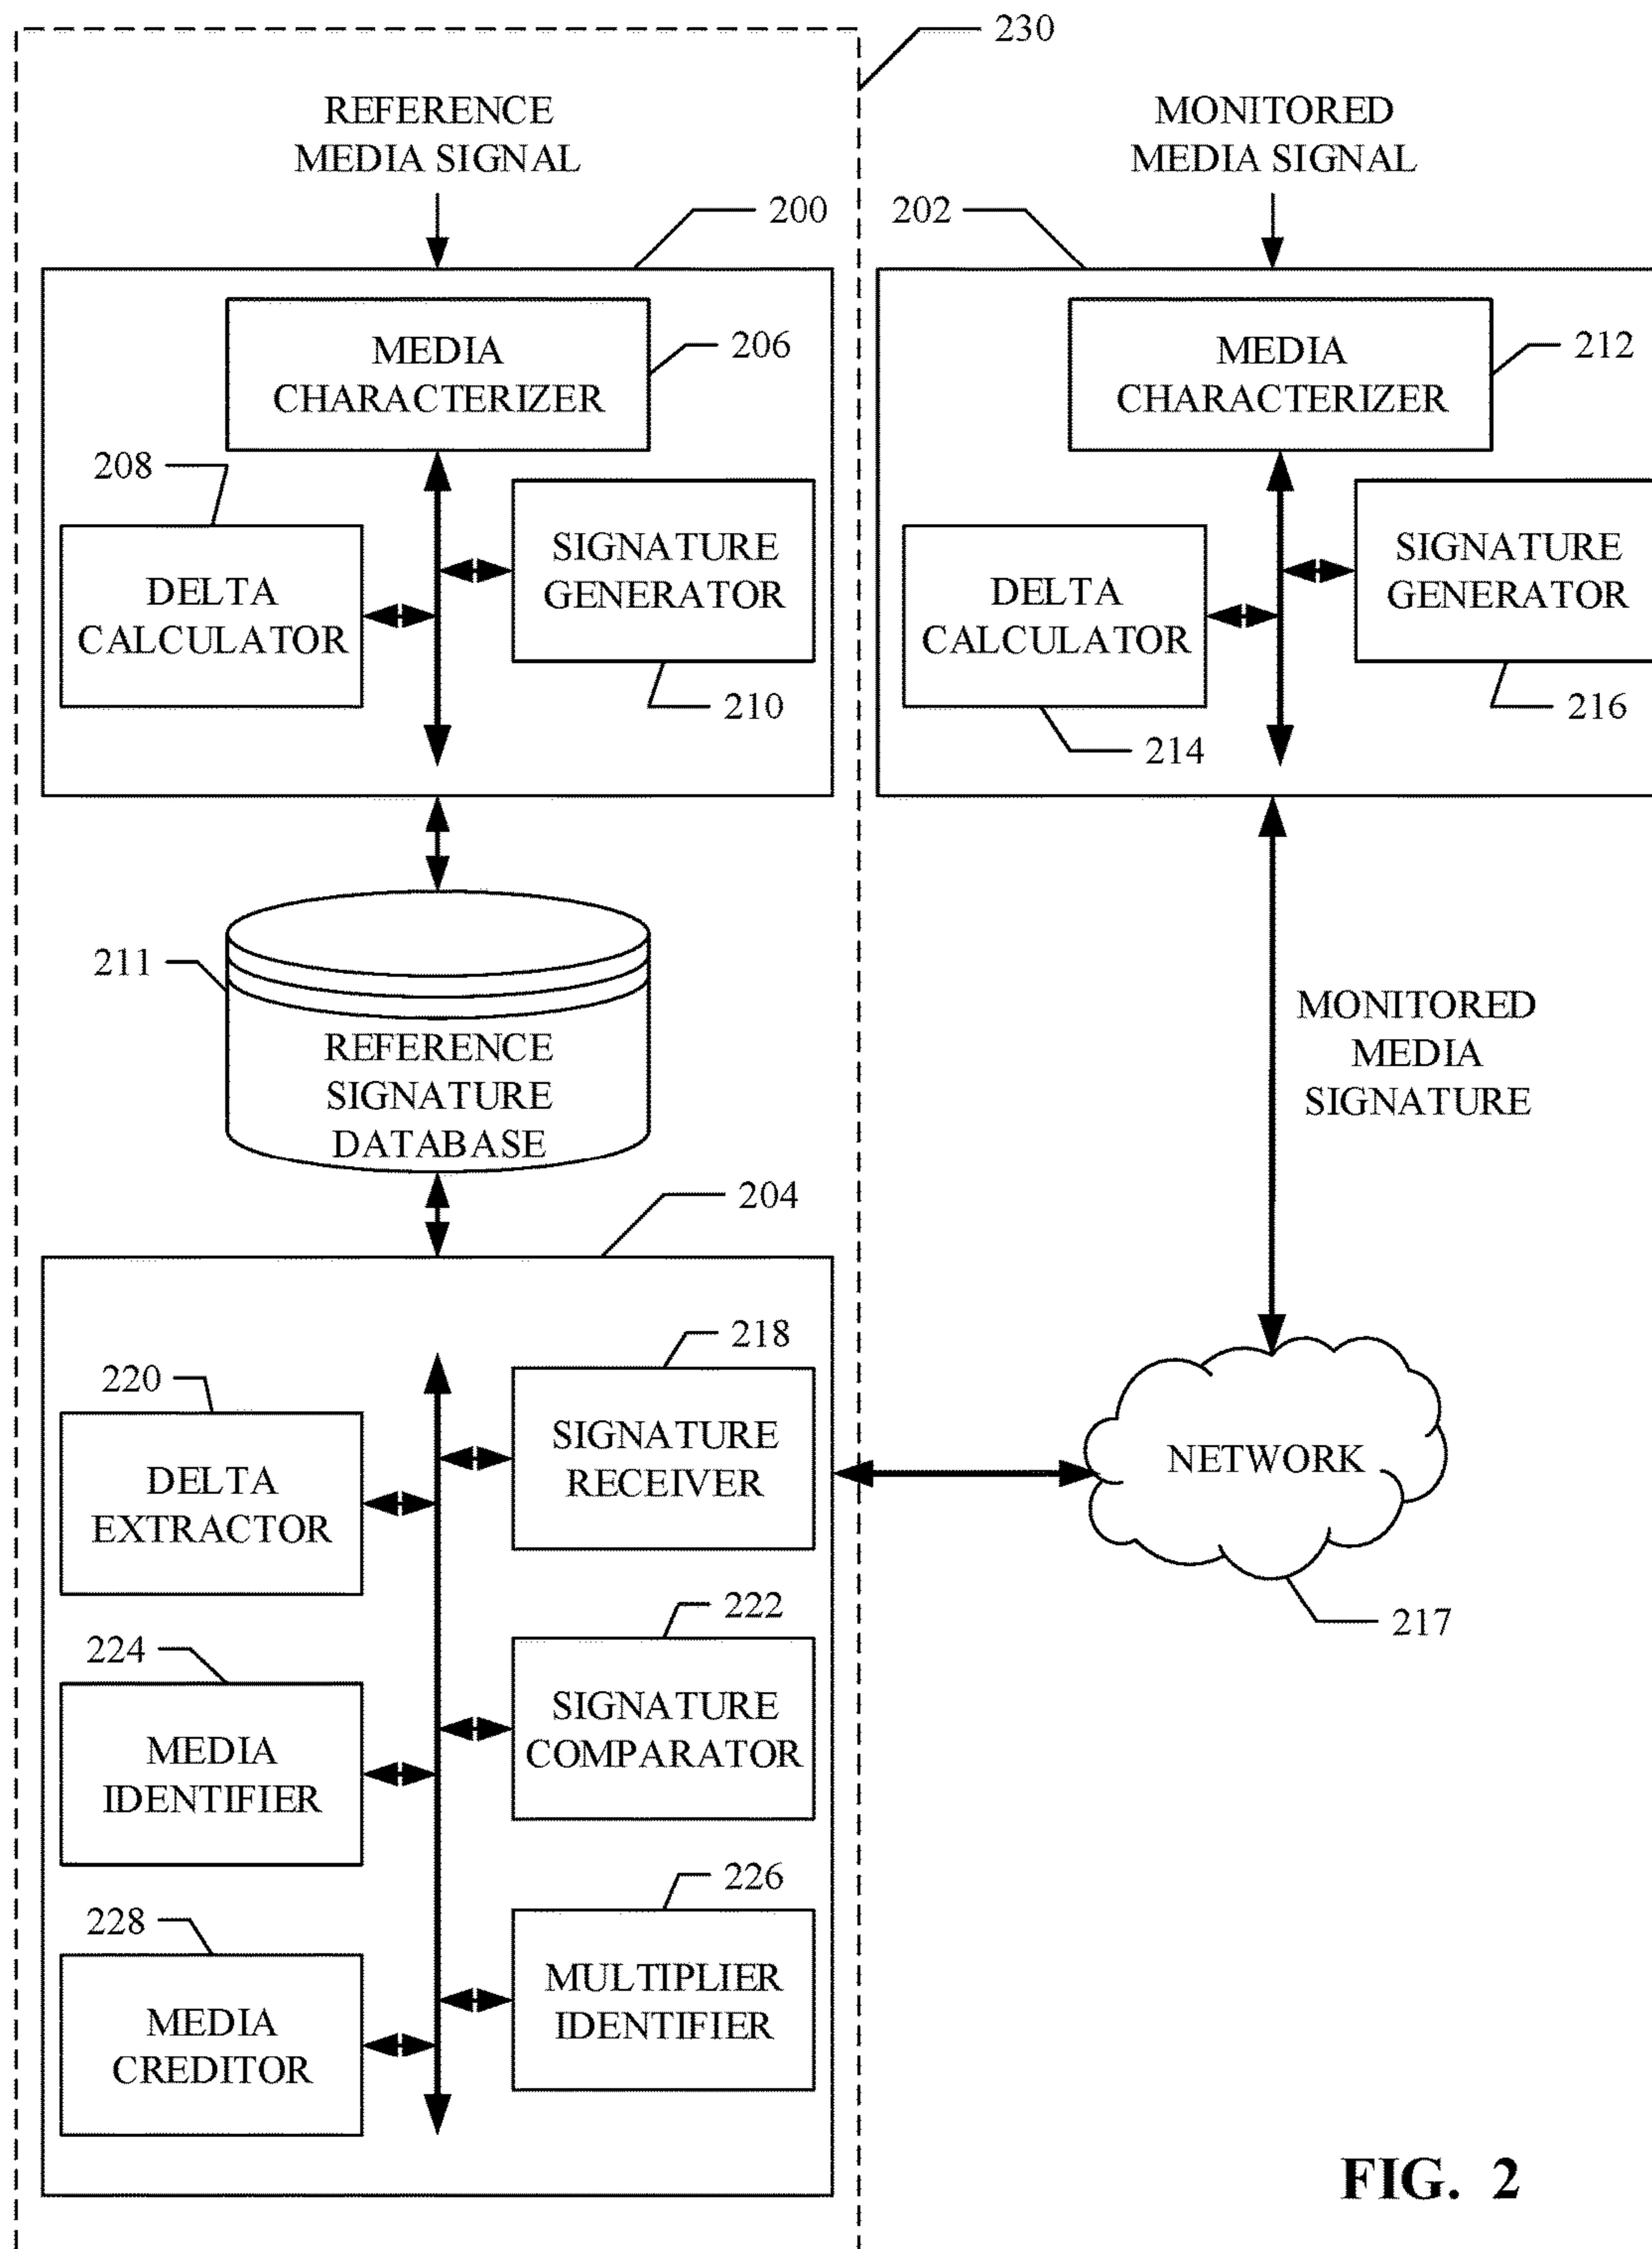 230
REFERENCE
MEDIA SIGNAL
MONITORED
MEDIA SIGNAL
200
202
MEDIA
CHARACTERIZER
206
MEDIA
CHARACTERIZER
212
208
DELTA
CALCULATOR
SIGNATURE
GENERATOR
210
DELTA
CALCULATOR
214
SIGNATURE
GENERATOR
216
211
REFERENCE
SIGNATURE
DATABASE
MONITORED
MEDIA
SIGNATURE
204
218
220
SIGNATURE
RECEIVER
DELTA
EXTRACTOR
NETWORK
217
222
224
SIGNATURE
COMPARATOR
MEDIA
IDENTIFIER
226
228
MULTIPLIER
IDENTIFIER
MEDIA
CREDITOR
FIG. 2